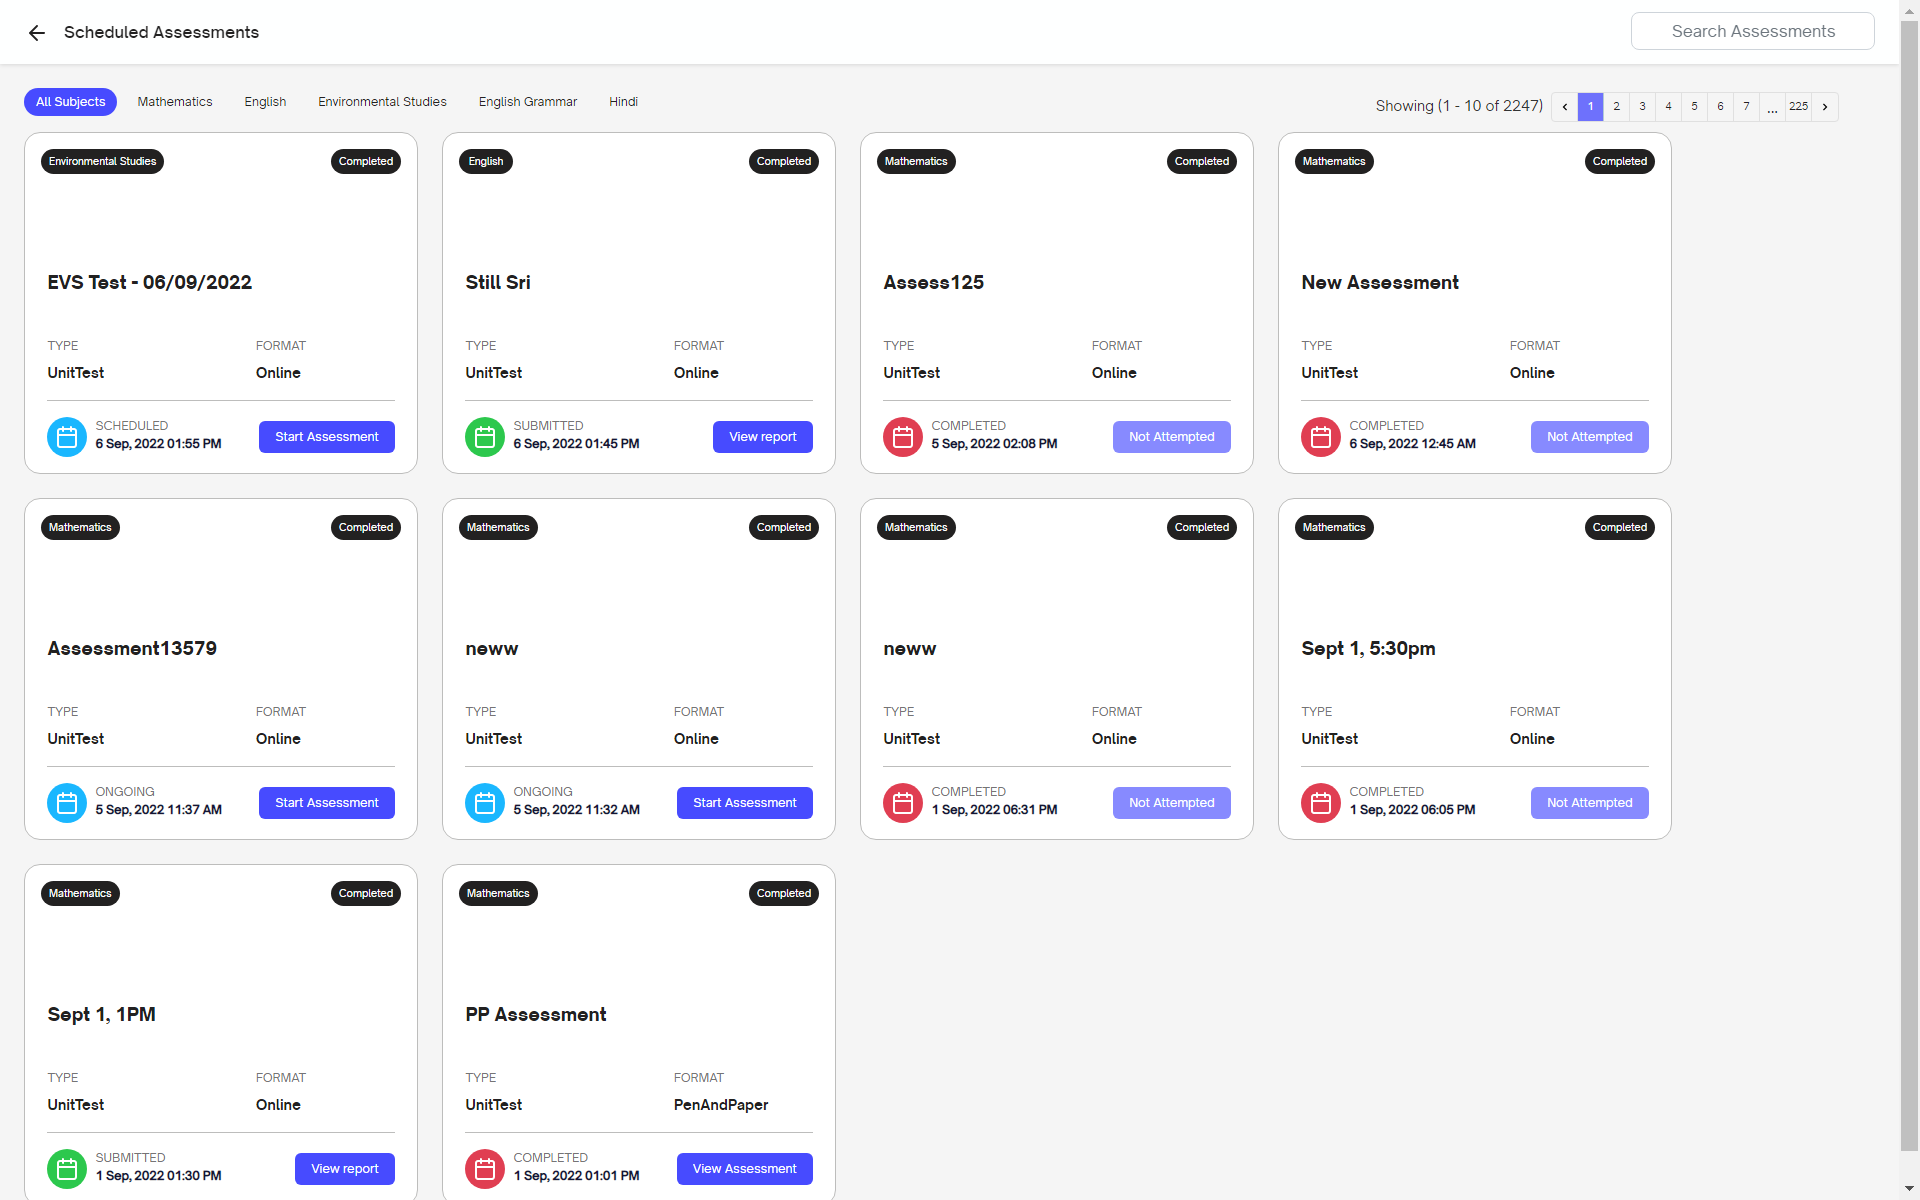 Scheduled Assessments
Search Assessments
All Subjects Mathematics English Environmental Studies English Grammar Hindi
Showing (1 - 10 of 2247) ‹ 1 2 3 4 5 6 7 ... 225 ›
Environmental Studies Completed
EVS Test - 06/09/2022
TYPE FORMAT
UnitTest Online
SCHEDULED
6 Sep, 2022 01:55 PM
Start Assessment
English Completed
Still Sri
TYPE FORMAT
UnitTest Online
SUBMITTED
6 Sep, 2022 01:45 PM
View report
Mathematics Completed
Assess125
TYPE FORMAT
UnitTest Online
COMPLETED
5 Sep, 2022 02:08 PM
Not Attempted
Mathematics Completed
New Assessment
TYPE FORMAT
UnitTest Online
COMPLETED
6 Sep, 2022 12:45 AM
Not Attempted
Mathematics Completed
Assessment13579
TYPE FORMAT
UnitTest Online
ONGOING
5 Sep, 2022 11:37 AM
Start Assessment
Mathematics Completed
neww
TYPE FORMAT
UnitTest Online
ONGOING
5 Sep, 2022 11:32 AM
Start Assessment
Mathematics Completed
neww
TYPE FORMAT
UnitTest Online
COMPLETED
1 Sep, 2022 06:31 PM
Not Attempted
Mathematics Completed
Sept 1, 5:30pm
TYPE FORMAT
UnitTest Online
COMPLETED
1 Sep, 2022 06:05 PM
Not Attempted
Mathematics Completed
Sept 1, 1PM
TYPE FORMAT
UnitTest Online
SUBMITTED
1 Sep, 2022 01:30 PM
View report
Mathematics Completed
PP Assessment
TYPE FORMAT
UnitTest PenAndPaper
COMPLETED
1 Sep, 2022 01:01 PM
View Assessment